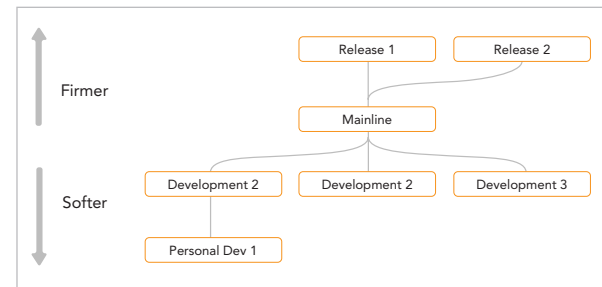 Release 1
Release 2
Firmer
Mainline
Development 2
Development 2
Development 3
Softer
Personal Dev 1